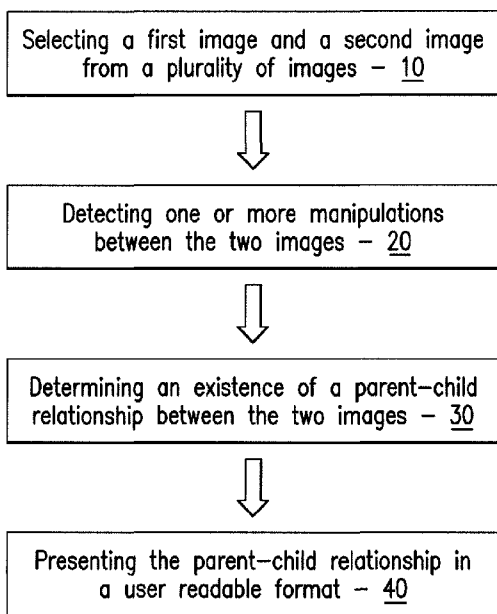 Selecting a first image and a second image
from a plurality of images – 10
Detecting one or more manipulations
between the two images – 20
Determining an existence of a parent–child
relationship between the two images – 30
Presenting the parent–child relationship in
a user readable format – 40